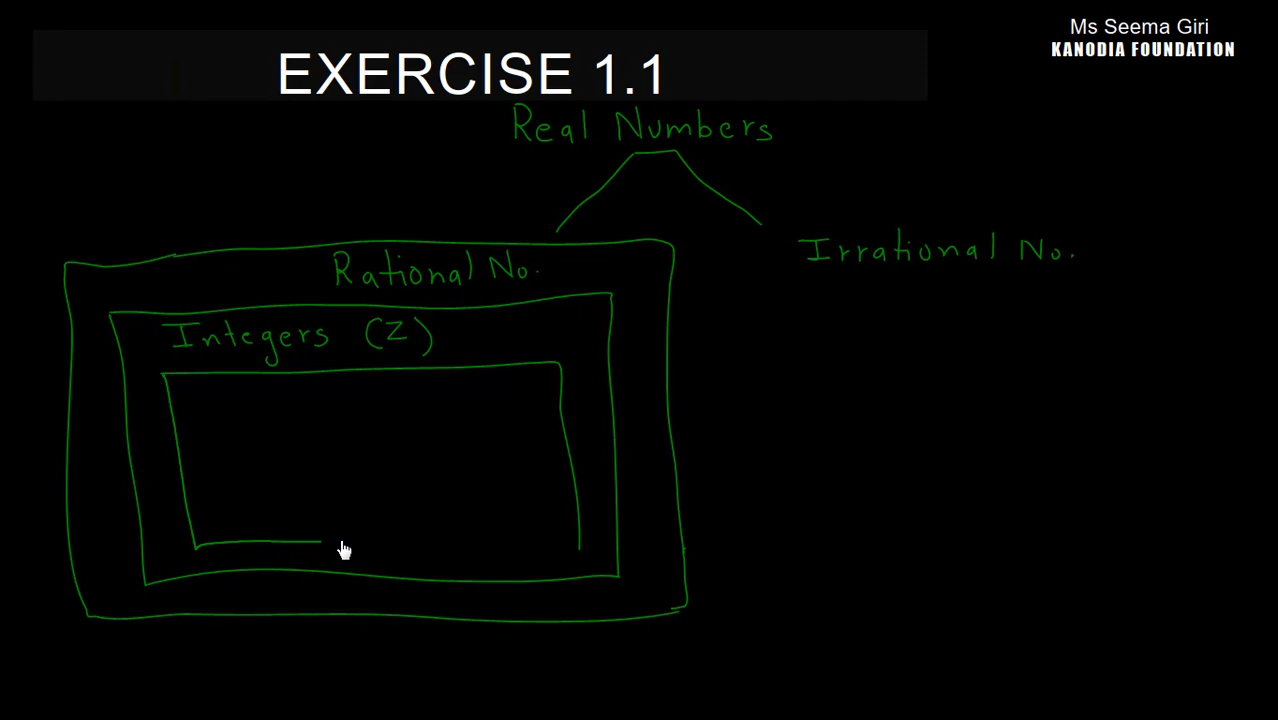 Ms Seema Giri
KANODIA FOUNDATION
EXERCISE 1.1
Real Numbers
Rational No.
Irrational No.
Integers (Z)